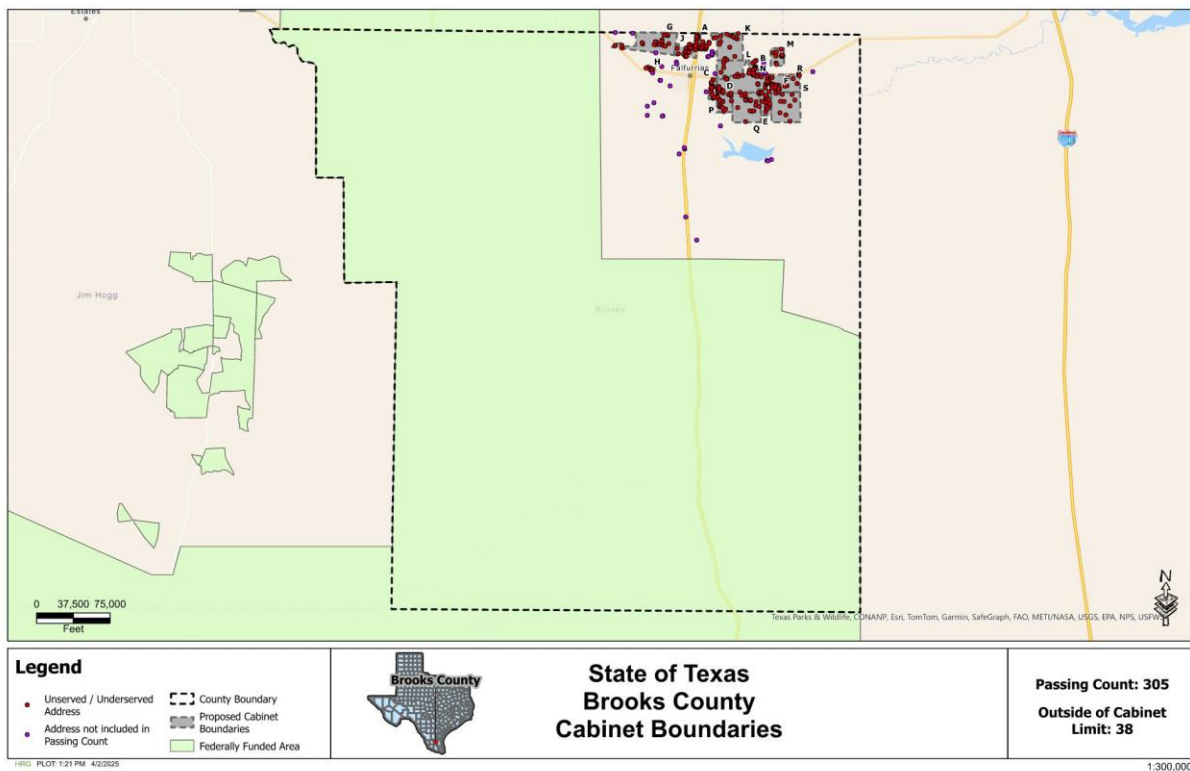 Estates
G
A
K
J
M
L
B
H
N
Falfurrias
R
C
F
D
S
P
E
Q
Jim Hogg
Brooks
N
0 37,500 75,000
Feet
Texas Parks & Wildlife, CONANP, Esri, TomTom, Garmin, SafeGraph, FAO, METI/NASA, USGS, EPA, NPS, USFWS
Legend
Unserved / Underserved
Address
Address not included in
Passing Count
County Boundary
Proposed Cabinet
Boundaries
Federally Funded Area
Brooks County
State of Texas
Brooks County
Cabinet Boundaries
Passing Count: 305
Outside of Cabinet
Limit: 38
HRG PLOT: 1:21 PM 4/2/2025
1:300,000